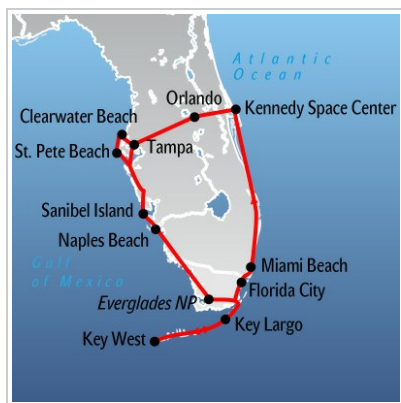 Atlantic
Ocean
Orlando
Kennedy Space Center
Clearwater Beach
Tampa
St. Pete Beach
Sanibel Island
Naples Beach
Gulf
of Mexico
Miami Beach
Florida City
Everglades NP
Key Largo
Key West